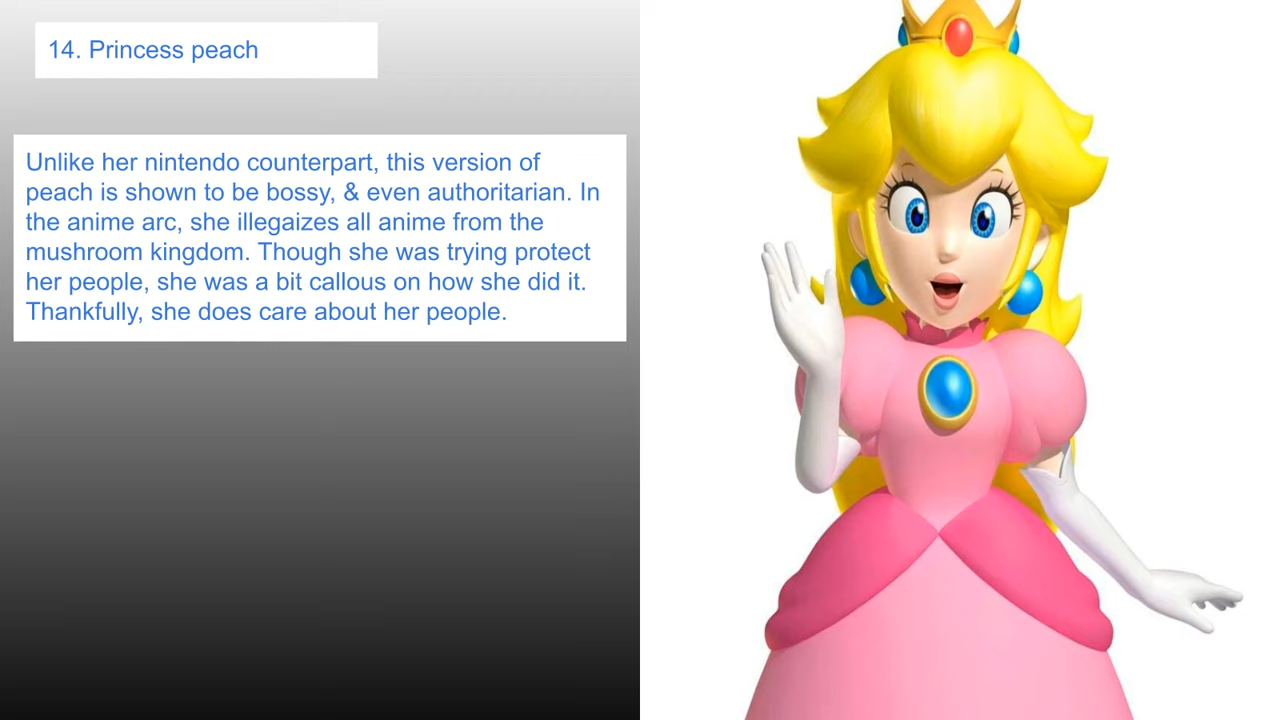 14. Princess peach
Unlike her nintendo counterpart, this version of
peach is shown to be bossy, & even authoritarian. In
the anime arc, she illegaizes all anime from the
mushroom kingdom. Though she was trying protect
her people, she was a bit callous on how she did it.
Thankfully, she does care about her people.